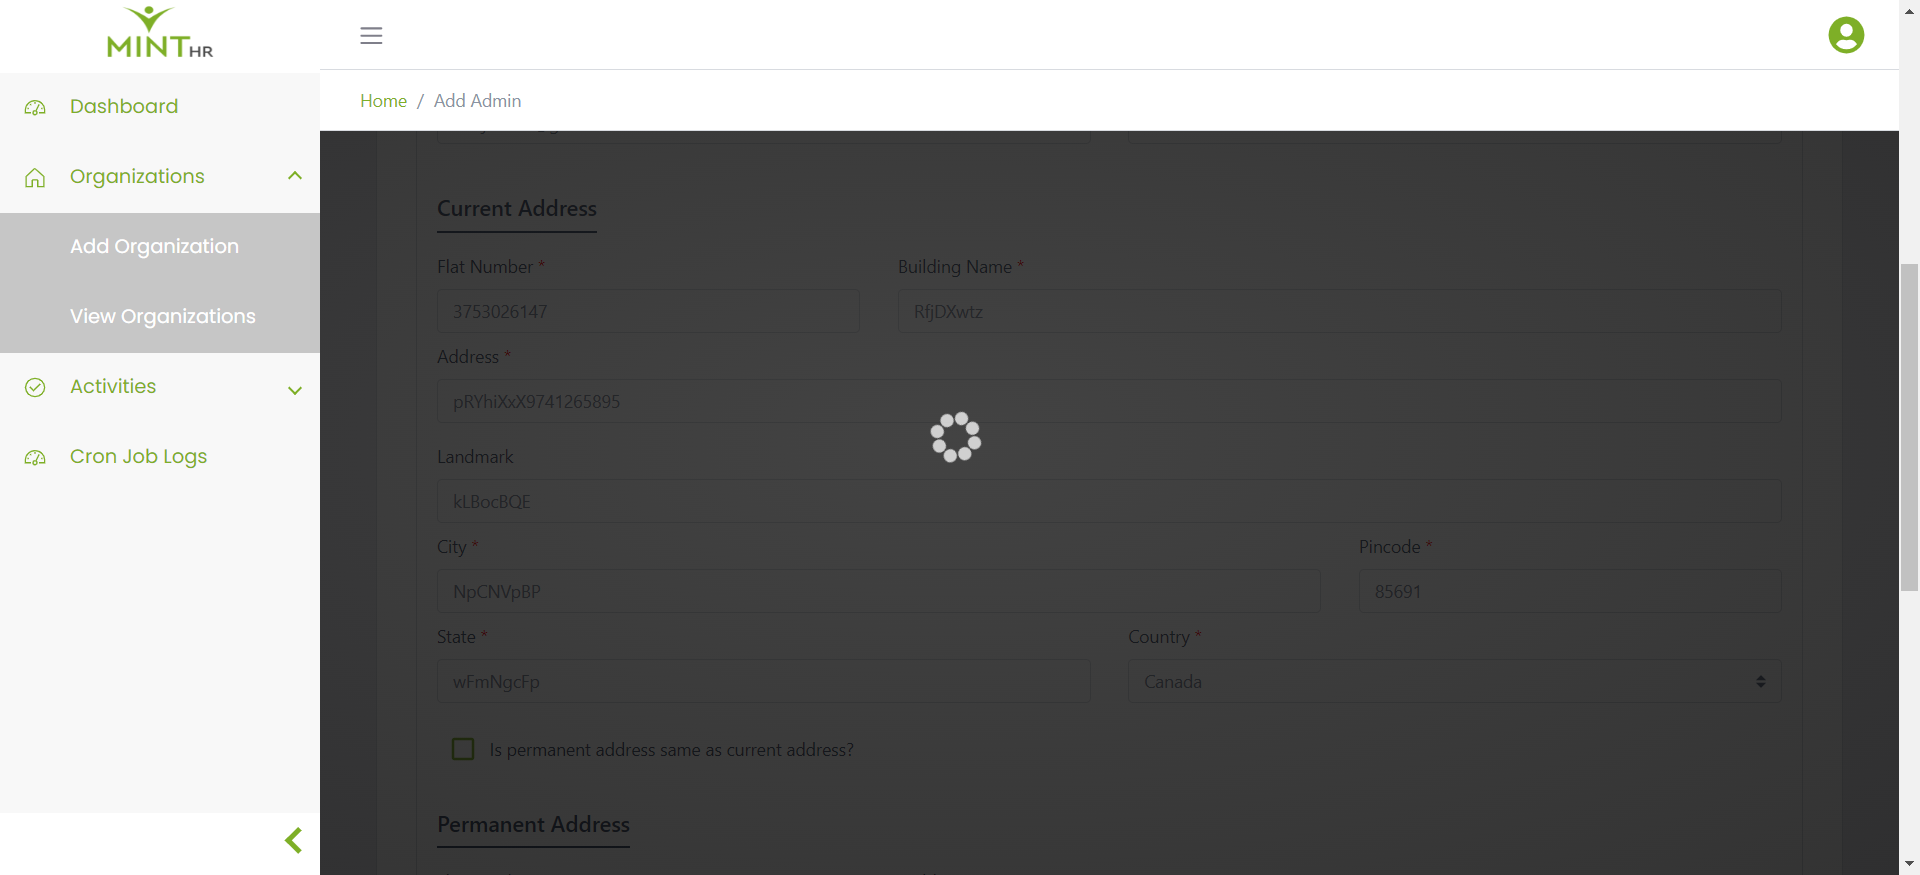 MINT HR
Dashboard
Organizations
Add Organization
View Organizations
Activities
Cron Job Logs
Home / Add Admin
Current Address
Flat Number *
Building Name *
3753026147
RfjDXwtz
Address *
pRYhiXxX9741265895
Landmark
kLBocBQE
City *
Pincode *
NpCNVpBP
85691
State *
Country *
wFmNgcFp
Canada
Is permanent address same as current address?
Permanent Address